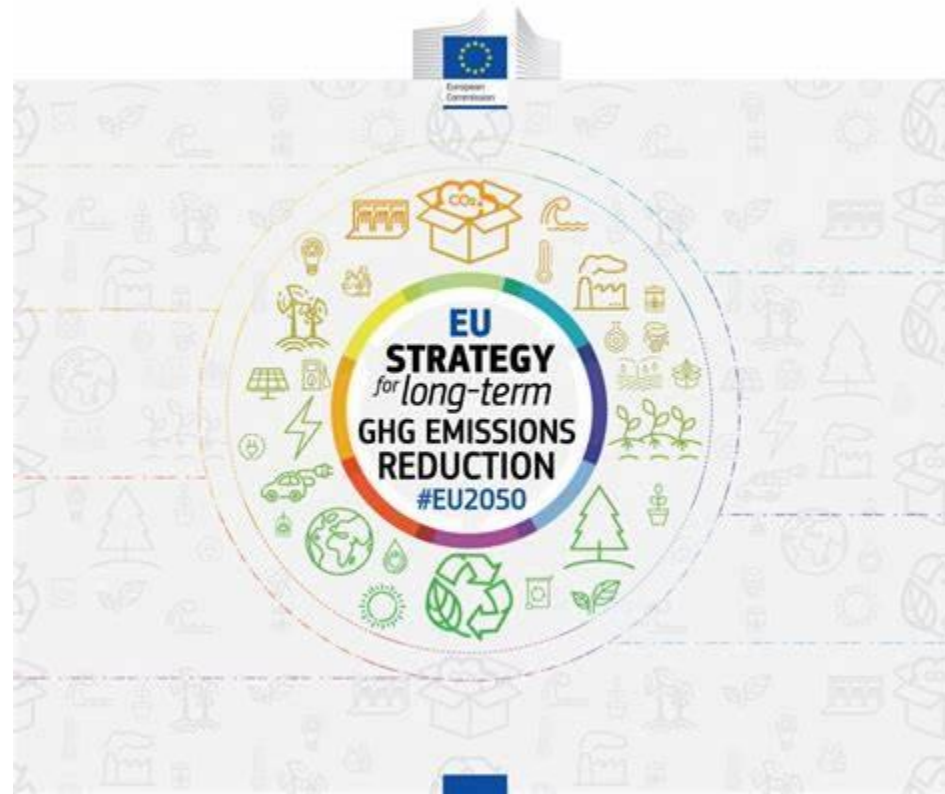 European
Commission
CO₂
EU
STRATEGY
for long-term
GHG EMISSIONS
REDUCTION
#EU2050